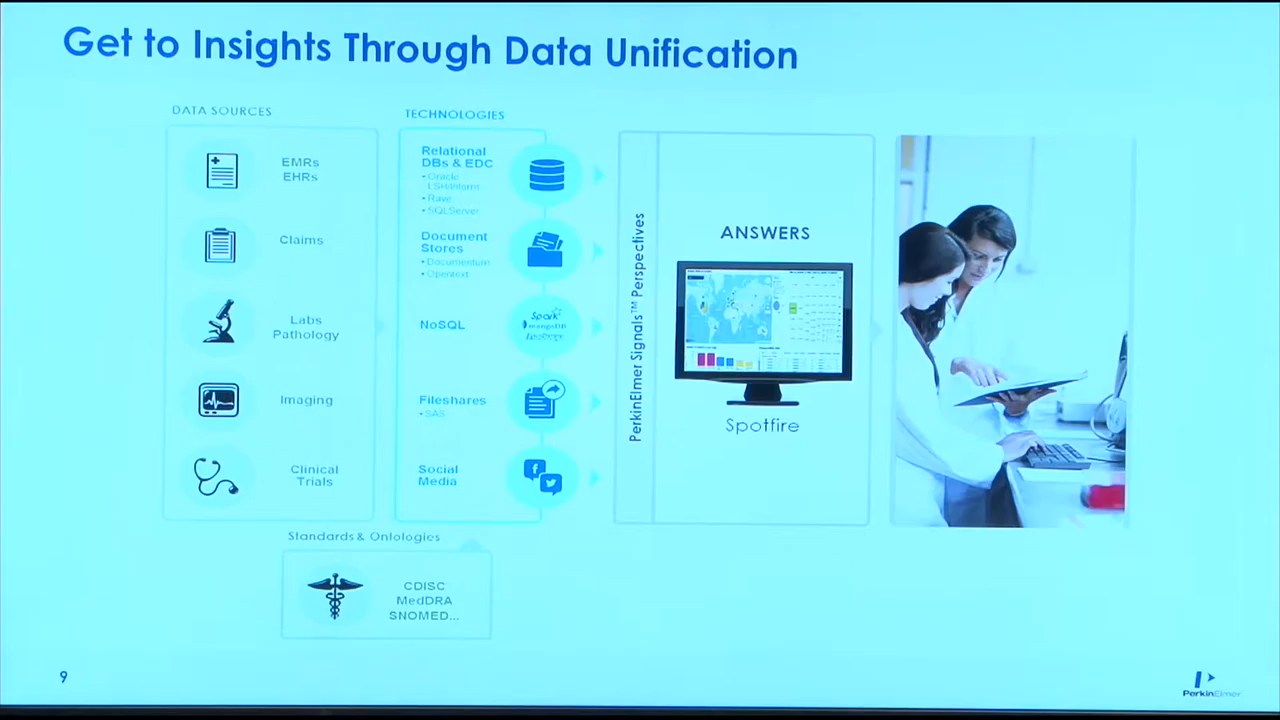 Get to Insights Through Data Unification
DATA SOURCES
EMRs
EHRs
Claims
Labs
Pathology
Imaging
Clinical
Trials
TECHNOLOGIES
Relational
DBs & EDC
• Oracle
LSH/Inform
• Rave
• SQLServer
Document
Stores
• Documentum
• Opentext
NoSQL
Spark
mongoDB
Fileshares
• SAS
Social
Media
PerkinElmer Signals™ Perspectives
ANSWERS
Spotfire
Standards & Ontologies
CDISC
MedDRA
SNOMED...
9
PerkinElmer